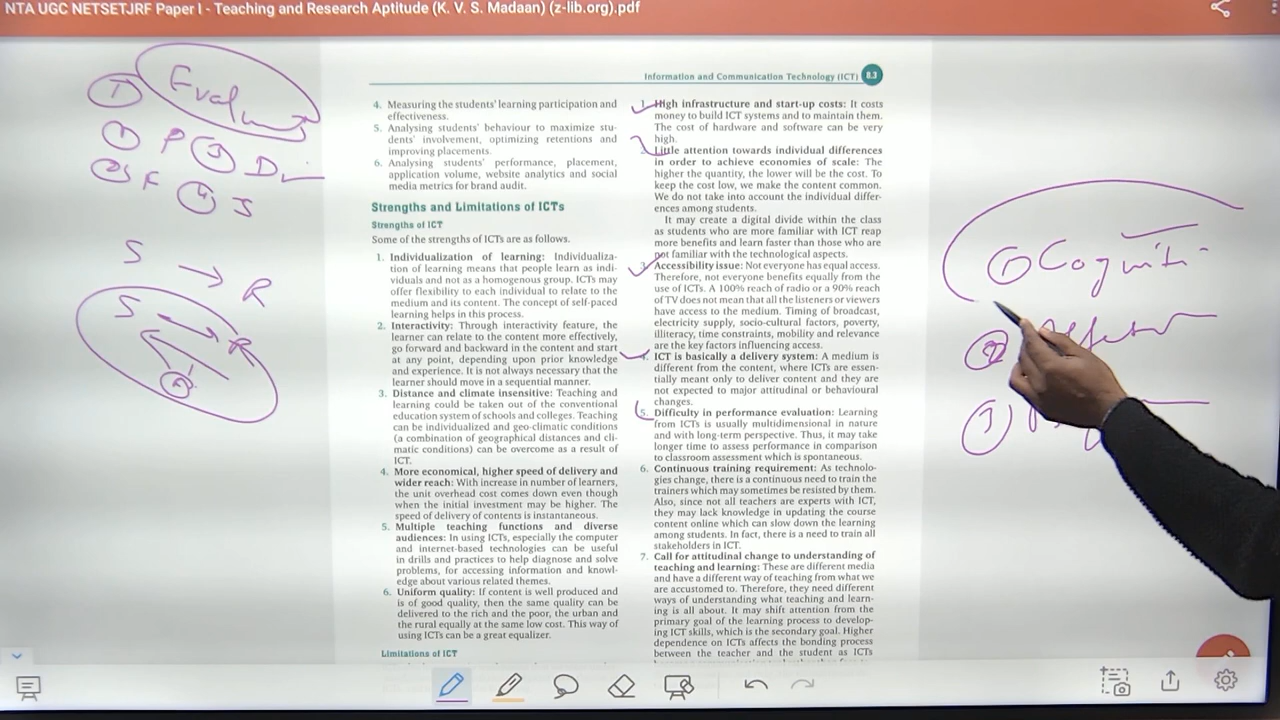 NTA UGC NETSETJRF Paper I - Teaching and Research Aptitude (K. V. S. Madaan) (z-lib.org).pdf
Information and Communication Technology (ICT) 8.3
4. Measuring the students' learning participation and
effectiveness.
5. Analysing students' behaviour to maximize stu-
dents' involvement, optimizing retentions and
improving placements.
6. Analysing students' performance, placement,
application volume, website analytics and social
media metrics for brand audit.
Strengths and Limitations of ICTs
Strengths of ICT
Some of the strengths of ICTs are as follows.
1. Individualization of learning: Individualiza-
tion of learning means that people learn as indi-
viduals and not as a homogenous group. ICTs may
offer flexibility to each individual to relate to the
medium and its content. The concept of self-paced
learning helps in this process.
2. Interactivity: Through interactivity feature, the
learner can relate to the content more effectively,
go forward and backward in the content and start
at any point, depending upon prior knowledge
and experience. It is not always necessary that the
learner should move in a sequential manner.
3. Distance and climate insensitive: Teaching and
learning could be taken out of the conventional
education system of schools and colleges. Teaching
can be individualized and geo-climatic conditions
(a combination of geographical distances and cli-
matic conditions) can be overcome as a result of
ICT.
4. More economical, higher speed of delivery and
wider reach: With increase in number of learners,
the unit overhead cost comes down even though
when the initial investment may be higher. The
speed of delivery of contents is instantaneous.
5. Multiple teaching functions and diverse
audiences: In using ICTs, especially the computer
and internet-based technologies can be useful
in drills and practices to help diagnose and solve
problems, for accessing information and knowl-
edge about various related themes.
6. Uniform quality: If content is well produced and
is of good quality, then the same quality can be
delivered to the rich and the poor, the urban and
the rural equally at the same low cost. This way of
using ICTs can be a great equalizer.
Limitations of ICT
1. High infrastructure and start-up costs: It costs
money to build ICT systems and to maintain them.
The cost of hardware and software can be very
high.
Little attention towards individual differences
in order to achieve economies of scale: The
higher the quantity, the lower will be the cost. To
keep the cost low, we make the content common.
We do not take into account the individual differ-
ences among students.
It may create a digital divide within the class
as students who are more familiar with ICT reap
more benefits and learn faster than those who are
not familiar with the technological aspects.
3. Accessibility issue: Not everyone has equal access.
Therefore, not everyone benefits equally from the
use of ICTs. A 100% reach of radio or a 90% reach
of TV does not mean that all the listeners or viewers
have access to the medium. Timing of broadcast,
electricity supply, socio-cultural factors, poverty,
illiteracy, time constraints, mobility and relevance
are the key factors influencing access.
ICT is basically a delivery system: A medium is
different from the content, where ICTs are essen-
tially meant only to deliver content and they are
not expected to major attitudinal or behavioural
changes.
5. Difficulty in performance evaluation: Learning
from ICTs is usually multidimensional in nature
and with long-term perspective. Thus, it may take
longer time to assess performance in comparison
to classroom assessment which is spontaneous.
6. Continuous training requirement: As technolo-
gies change, there is a continuous need to train the
trainers which may sometimes be resisted by them.
Also, since not all teachers are experts with ICT,
they may lack knowledge in updating the course
content online which can slow down the learning
among students. In fact, there is a need to train all
stakeholders in ICT.
7. Call for attitudinal change to understanding of
teaching and learning: These are different media
and have a different way of teaching from what we
are accustomed to. Therefore, they need different
ways of understanding what teaching and learn-
ing is all about. It may shift attention from the
primary goal of the learning process to develop-
ing ICT skills, which is the secondary goal. Higher
dependence on ICTs affects the bonding process
between the teacher and the student as ICTs
① P ③ D
② F ④ S
S → R
S R
① Cogniti
②